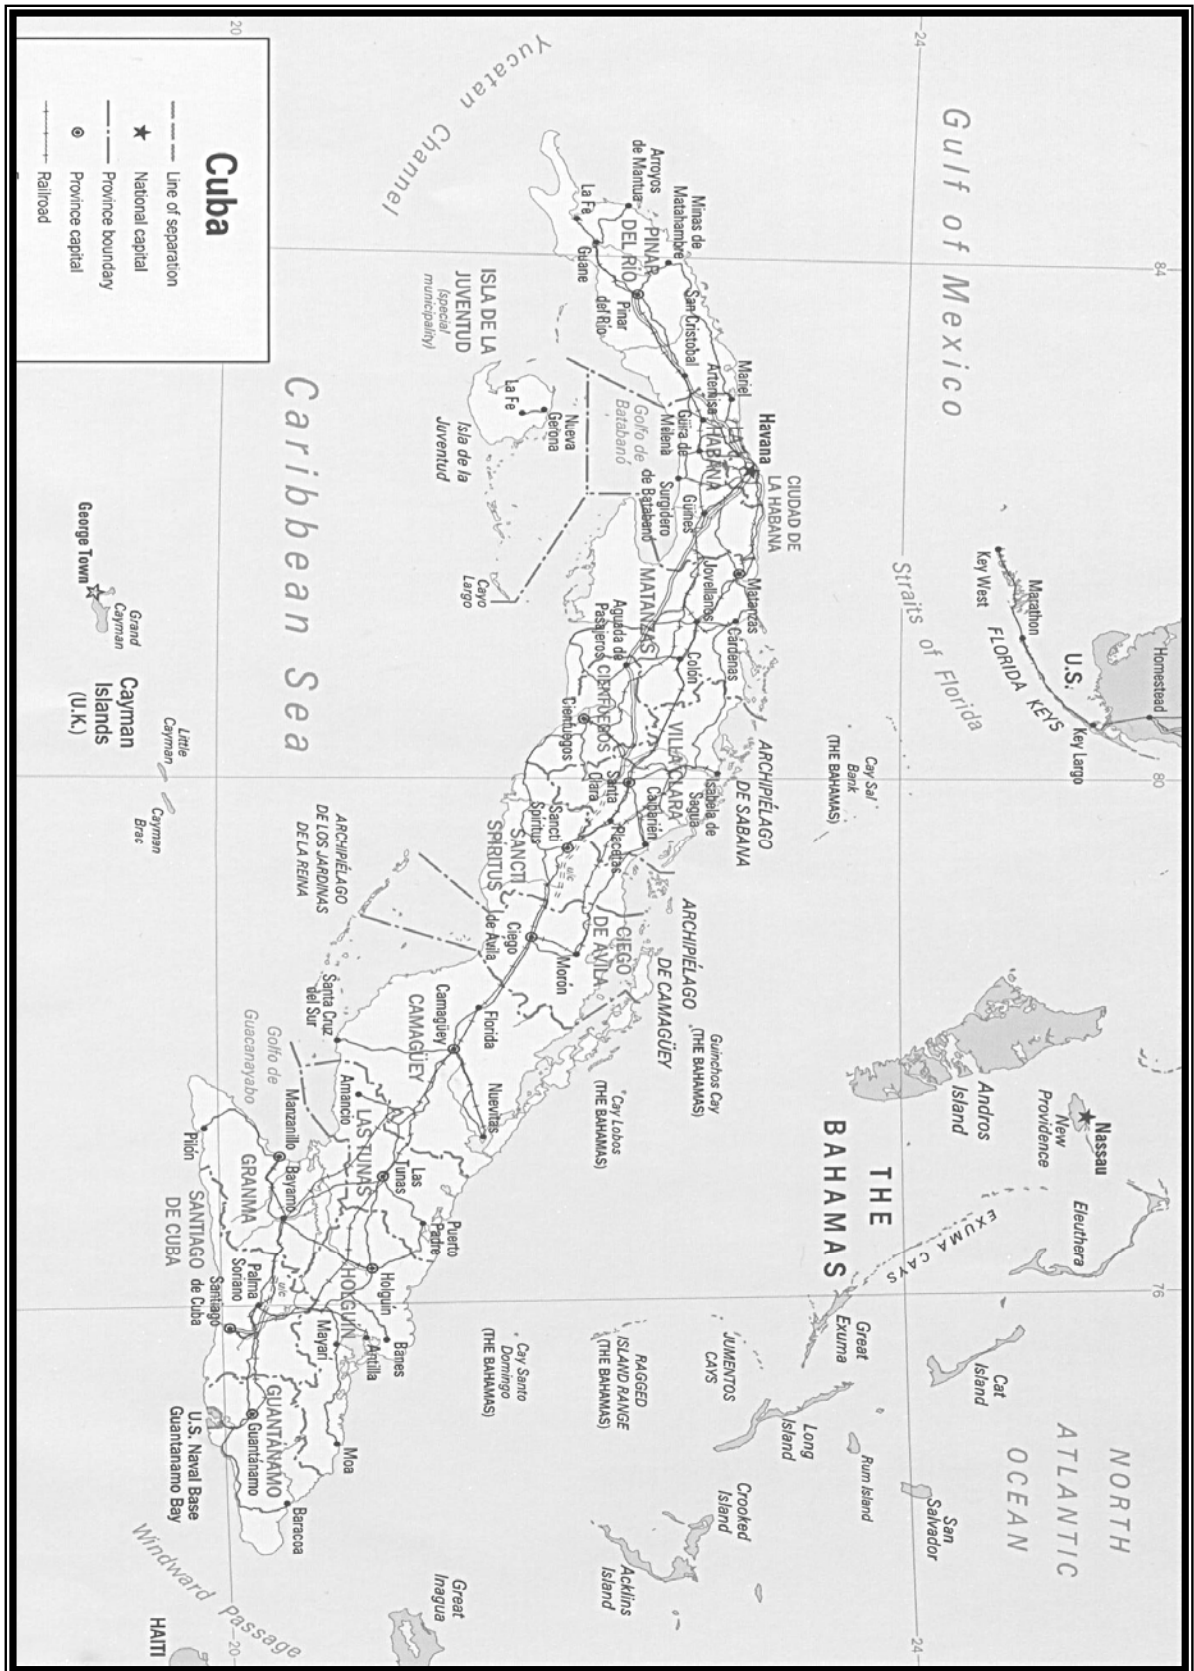 Gulf of Mexico
24
84
80
76
24
20
20
Yucatan Channel
Straits of Florida
NORTH
ATLANTIC
OCEAN
Caribbean Sea
Windward Passage
Homestead
U.S.
Key Largo
Marathon
Key West
FLORIDA KEYS
Cay Sal
Bank
(THE BAHAMAS)
Nassau
New
Providence
Andros
Island
Eleuthera
THE
BAHAMAS
EXUMA CAYS
Great
Exuma
Cat
Island
Long
Island
Rum Island
San
Salvador
Crooked
Island
Acklins
Island
Great
Inagua
JUMENTOS
CAYS
RAGGED
ISLAND RANGE
(THE BAHAMAS)
Cay Santo
Domingo
(THE BAHAMAS)
Cay Lobos
(THE BAHAMAS)
Guinchos Cay
(THE BAHAMAS)
ARCHIPIÉLAGO
DE SABANA
ARCHIPIÉLAGO
DE CAMAGÜEY
CIUDAD DE
LA HABANA
Havana
LA HABANA
Mariel
Artemisa
Güira de
Melena
San Cristobal
Minas de
Matahambre
Arroyos
de Mantua
PINAR
DEL RÍO
Pinar
del Río
La Fe
Guane
Güines
Surgidero
de Batabanó
Golfo de
Batabanó
ISLA DE LA
JUVENTUD
(special
municipality)
Nueva
Gerona
La Fe
Isla de la
Juventud
Cayo
Largo
Matanzas
MATANZAS
Cárdenas
Jovellanos
Colón
Aguada de
Pasajeros
CIENFUEGOS
Cienfuegos
VILLA CLARA
Isabela de
Sagua
Santa
Clara
Caibarién
Placetas
Sancti
Spíritus
SANCTI
SPÍRITUS
u/c
CIEGO
DE AVILA
Ciego
de Avila
Morón
Florida
Camagüey
CAMAGÜEY
Nuevitas
Santa Cruz
del Sur
ARCHIPIÉLAGO
DE LOS JARDINAS
DE LA REINA
Amancio
LAS TUNAS
Las
Tunas
Puerto
Padre
Golfo de
Guacanayabo
Manzanillo
Bayamo
GRANMA
Pilón
Holguín
HOLGUÍN
Banes
Antilla
Mayarí
u/c
Moa
Palma
Soriano
Santiago
de Cuba
SANTIAGO
DE CUBA
Guantánamo
GUANTÁNAMO
Baracoa
U.S. Naval Base
Guantanamo Bay
HAITI
George Town
Grand
Cayman
Cayman
Islands
(U.K.)
Little
Cayman
Cayman
Brac
Cuba
Line of separation
National capital
Province boundary
Province capital
Railroad